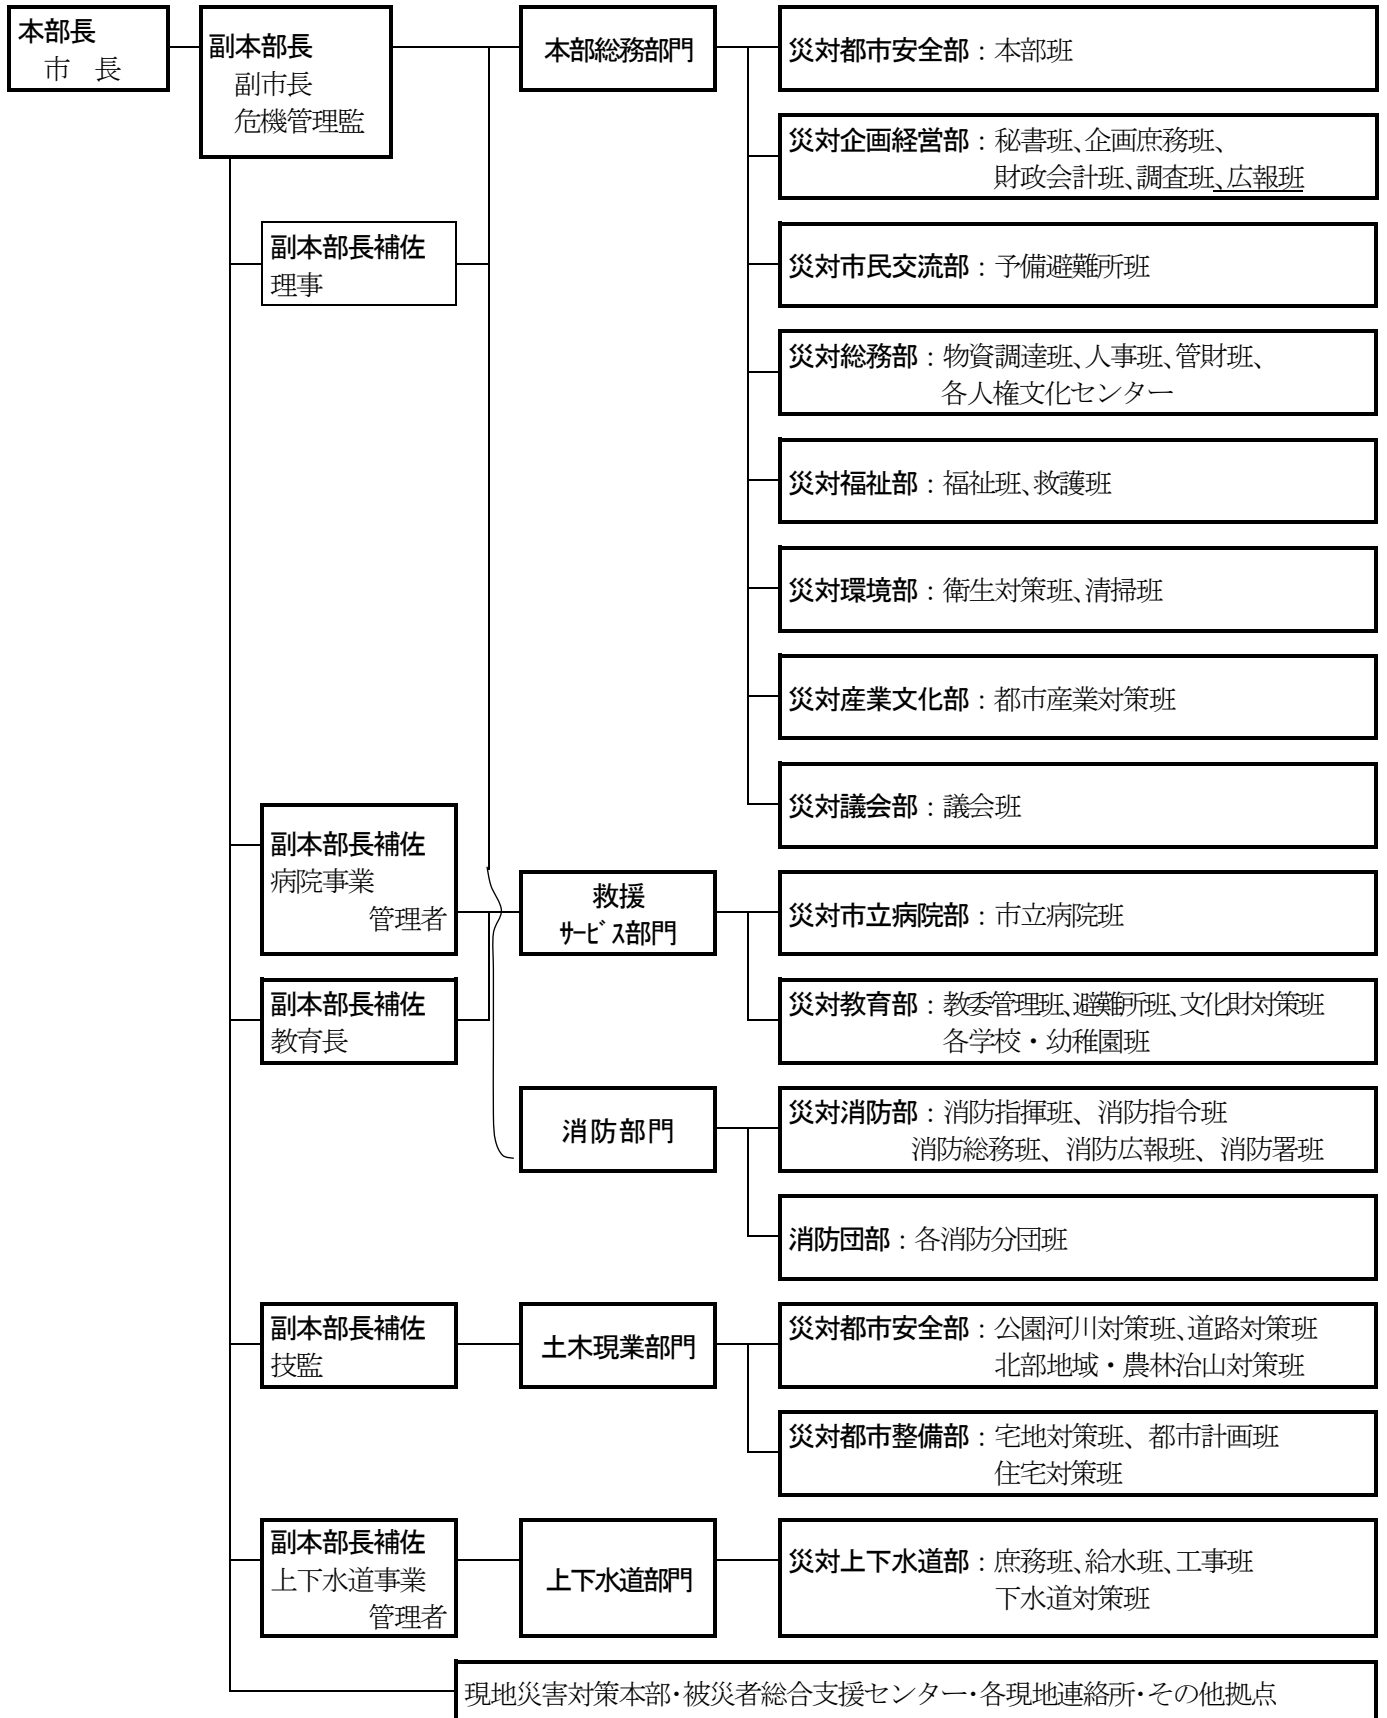 本部長
市　長
副本部長
副市長
危機管理監
本部総務部門
災対都市安全部：本部班
災対企画経営部：秘書班、企画庶務班、
財政会計班、調査班、広報班
副本部長補佐
理事
災対市民交流部：予備避難所班
災対総務部：物資調達班、人事班、管財班、
各人権文化センター
災対福祉部：福祉班、救護班
災対環境部：衛生対策班、清掃班
災対産業文化部：都市産業対策班
災対議会部：議会班
副本部長補佐
病院事業
管理者
救援
ｻｰﾋﾞｽ部門
災対市立病院部：市立病院班
副本部長補佐
教育長
災対教育部：教委管理班、避難所班、文化財対策班
各学校・幼稚園班
消防部門
災対消防部：消防指揮班、消防指令班
消防総務班、消防広報班、消防署班
消防団部：各消防分団班
副本部長補佐
技監
土木現業部門
災対都市安全部：公園河川対策班、道路対策班
北部地域・農林治山対策班
災対都市整備部：宅地対策班、都市計画班
住宅対策班
副本部長補佐
上下水道事業
管理者
上下水道部門
災対上下水道部：庶務班、給水班、工事班
下水道対策班
現地災害対策本部・被災者総合支援センター・各現地連絡所・その他拠点